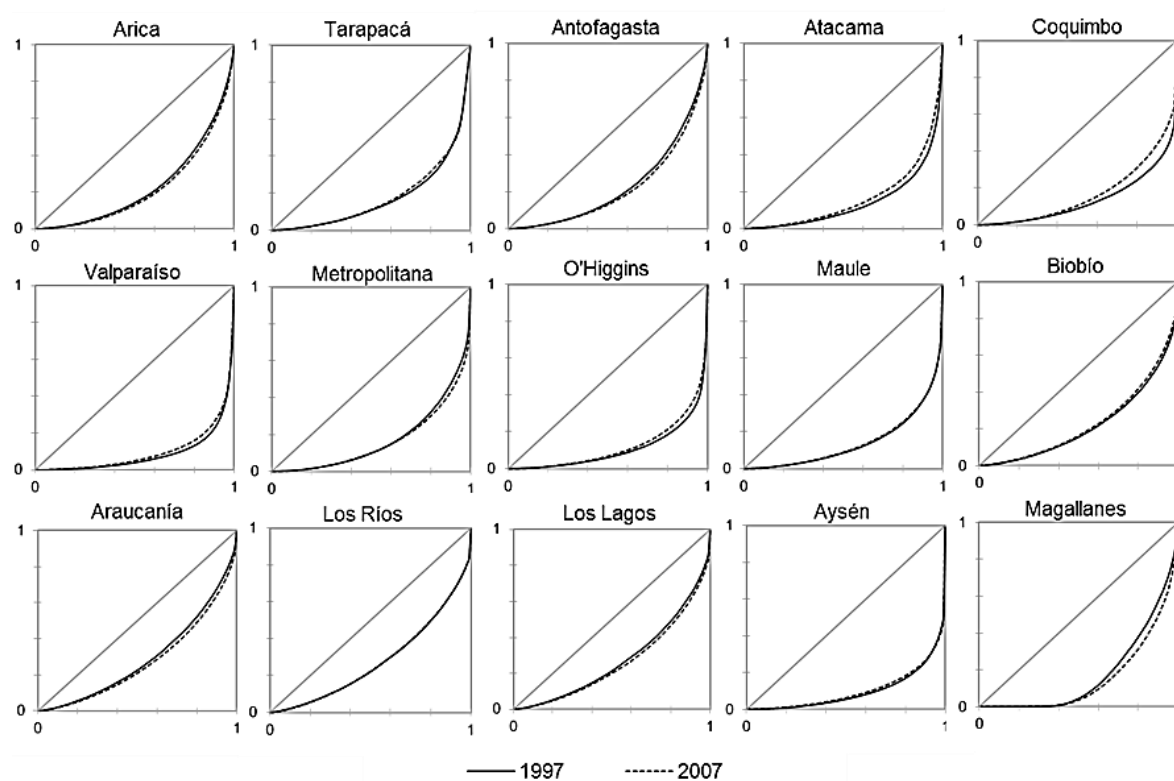 Arica Tarapacá Antofagasta Atacama Coquimbo
1 1 1 1 1
0 0 0 0 0
0 1 0 1 0 1 0 1 0
Valparaíso Metropolitana O'Higgins Maule Biobío
1 1 1 1 1
0 0 0 0 0
0 1 0 1 0 1 0 1 0
Araucanía Los Ríos Los Lagos Aysén Magallanes
1 1 1 1 1
0 0 0 0 0
0 1 0 1 0 1 0 1 0
1997 2007